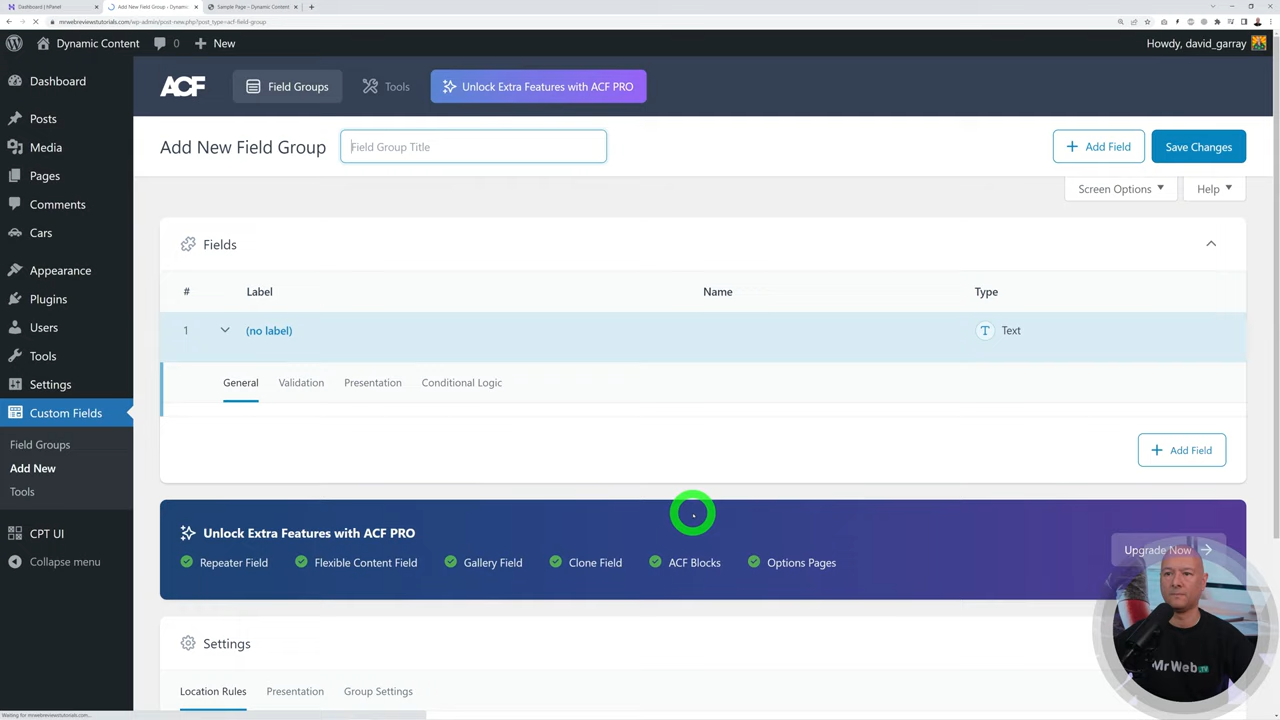 Dashboard | hPanel
Add New Field Group ‹ Dynamic C
Sample Page – Dynamic Content
mrwebreviewstutorials.com/wp-admin/post-new.php?post_type=acf-field-group
Dynamic Content
0
New
Howdy, david_garray
Dashboard
Posts
Media
Pages
Comments
Cars
Appearance
Plugins
Users
Tools
Settings
Custom Fields
Field Groups
Add New
Tools
CPT UI
Collapse menu
ACF
Field Groups
Tools
Unlock Extra Features with ACF PRO
Add New Field Group
Field Group Title
+ Add Field
Save Changes
Screen Options
Help
Fields
# Label Name Type
1 (no label) T Text
General Validation Presentation Conditional Logic
+ Add Field
Unlock Extra Features with ACF PRO
Repeater Field Flexible Content Field Gallery Field Clone Field ACF Blocks Options Pages
Upgrade Now
Settings
Location Rules Presentation Group Settings
MrWeb.TV
Waiting for mrwebreviewstutorials.com...